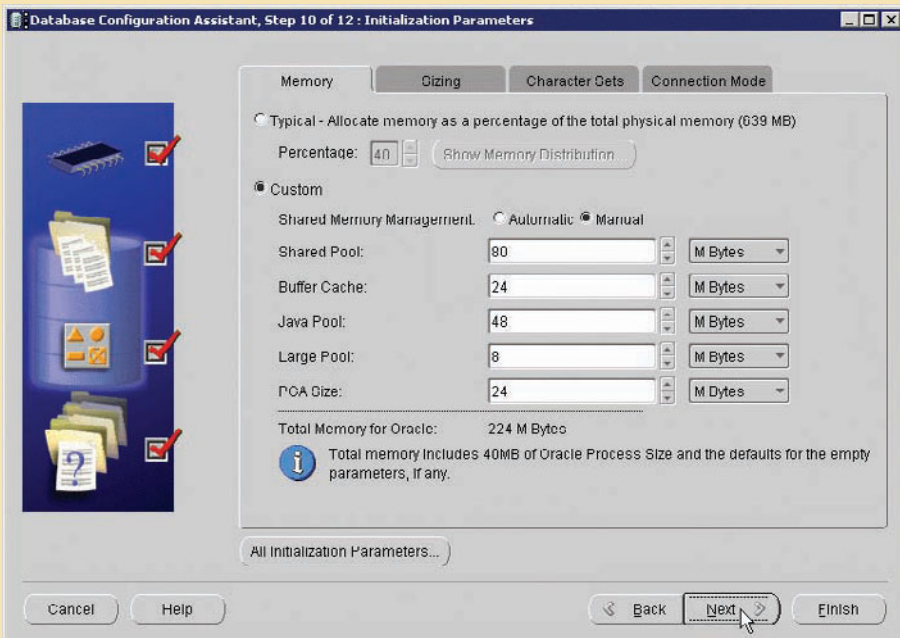 Database Configuration Assistant, Step 10 of 12 : Initialization Parameters
Memory
Sizing
Character Sets
Connection Mode
Typical - Allocate memory as a percentage of the total physical memory (639 MB)
Percentage: 40 Show Memory Distribution...
Custom
Shared Memory Management: Automatic Manual
Shared Pool: 80 M Bytes
Buffer Cache: 24 M Bytes
Java Pool: 48 M Bytes
Large Pool: 8 M Bytes
PGA Size: 24 M Bytes
Total Memory for Oracle: 224 M Bytes
Total memory includes 40MB of Oracle Process Size and the defaults for the empty
parameters, if any.
All Initialization Parameters...
Cancel
Help
Back
Next
Finish
?
i